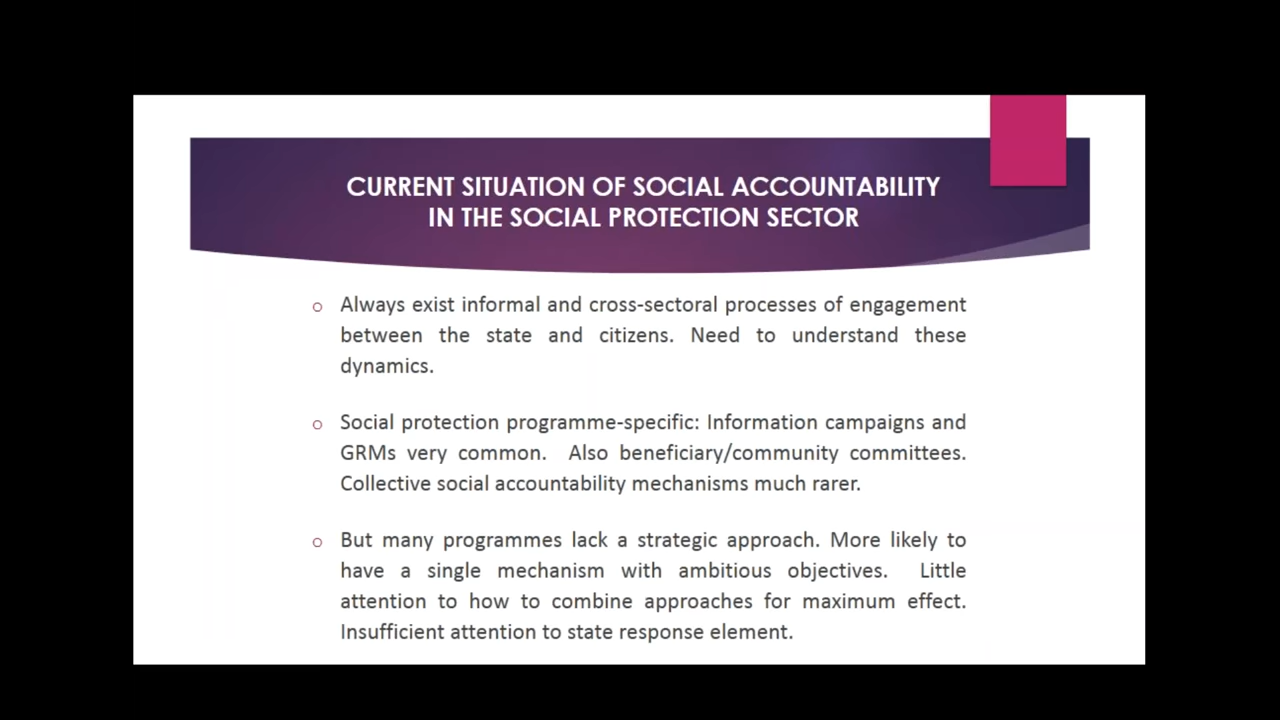 CURRENT SITUATION OF SOCIAL ACCOUNTABILITY
IN THE SOCIAL PROTECTION SECTOR
o Always exist informal and cross-sectoral processes of engagement
between the state and citizens. Need to understand these
dynamics.
o Social protection programme-specific: Information campaigns and
GRMs very common. Also beneficiary/community committees.
Collective social accountability mechanisms much rarer.
o But many programmes lack a strategic approach. More likely to
have a single mechanism with ambitious objectives. Little
attention to how to combine approaches for maximum effect.
Insufficient attention to state response element.